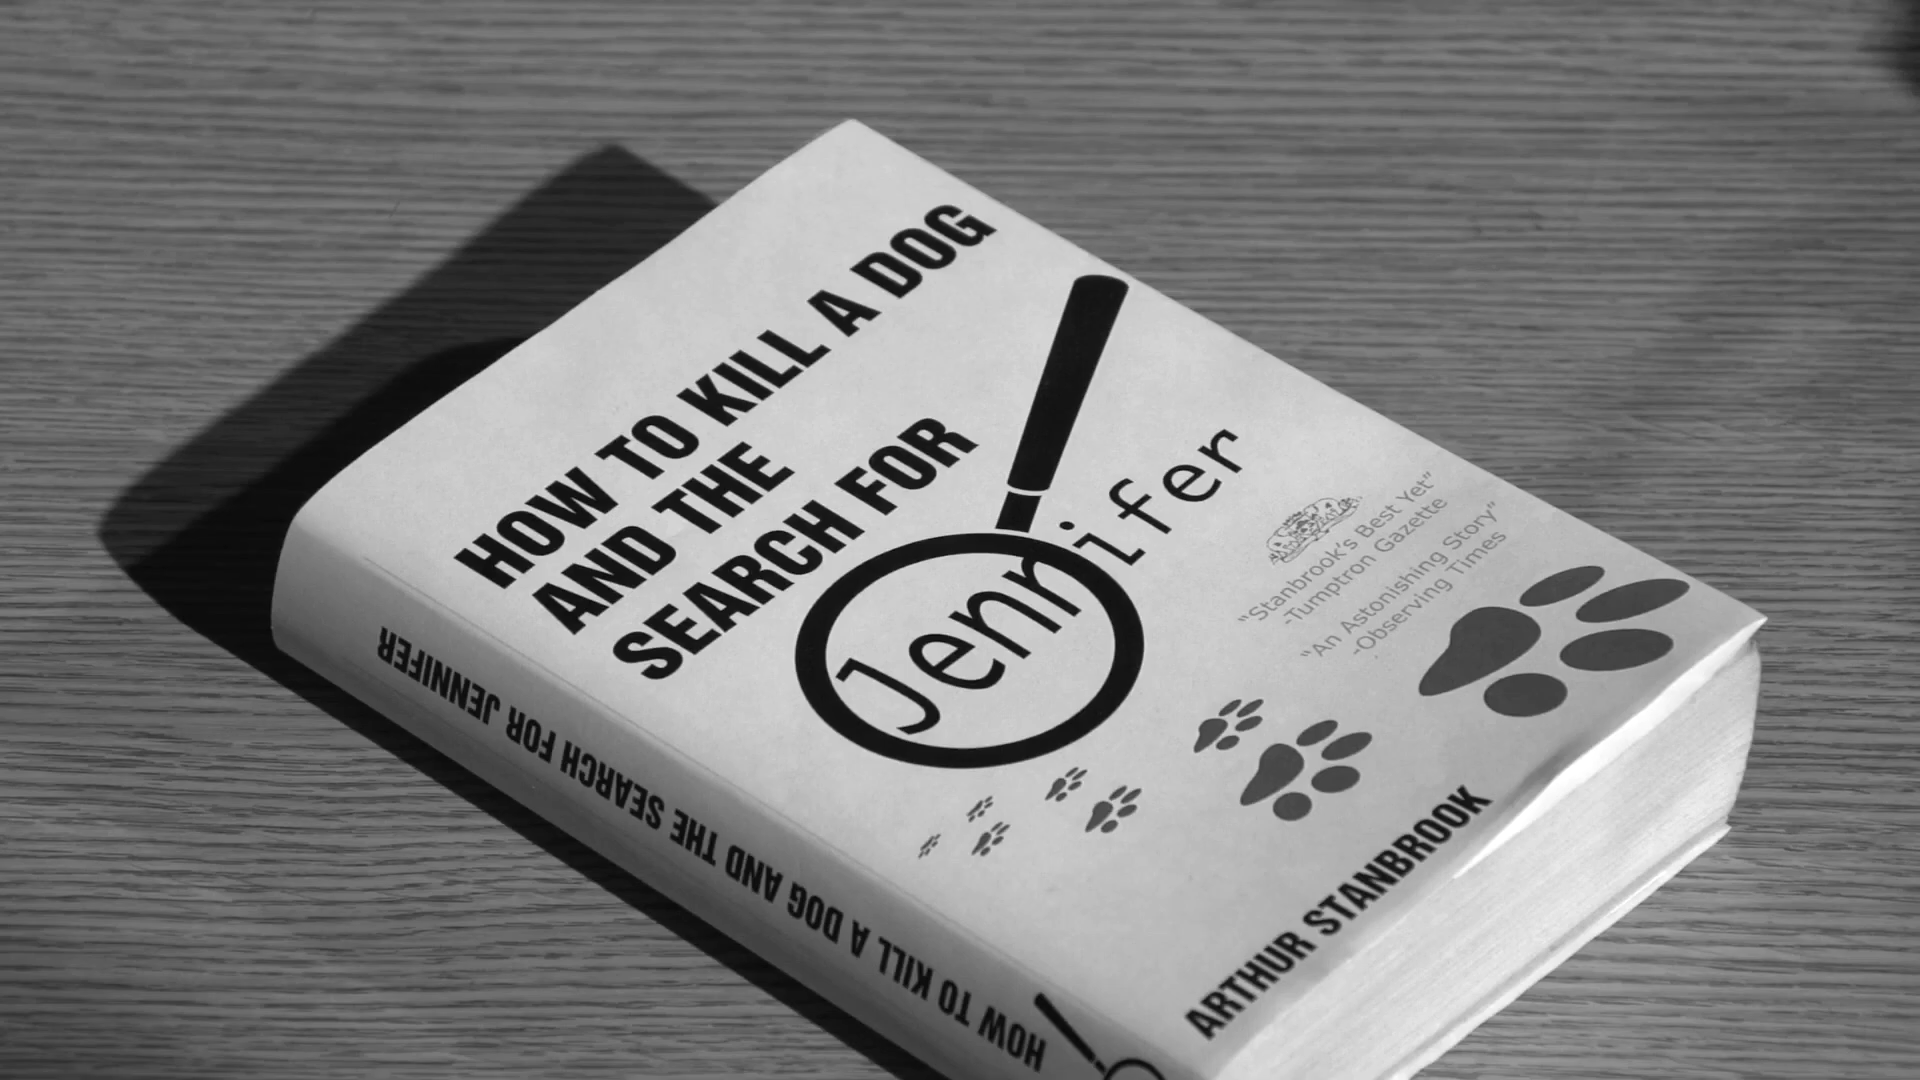 HOW TO KILL A DOG
AND THE
SEARCH FOR
Jennifer
“Stanbrook's Best Yet”
-Tumptron Gazette
“An Astonishing Story”
-Observing Times
ARTHUR STANBROOK
HOW TO KILL A DOG AND THE SEARCH FOR JENNIFER